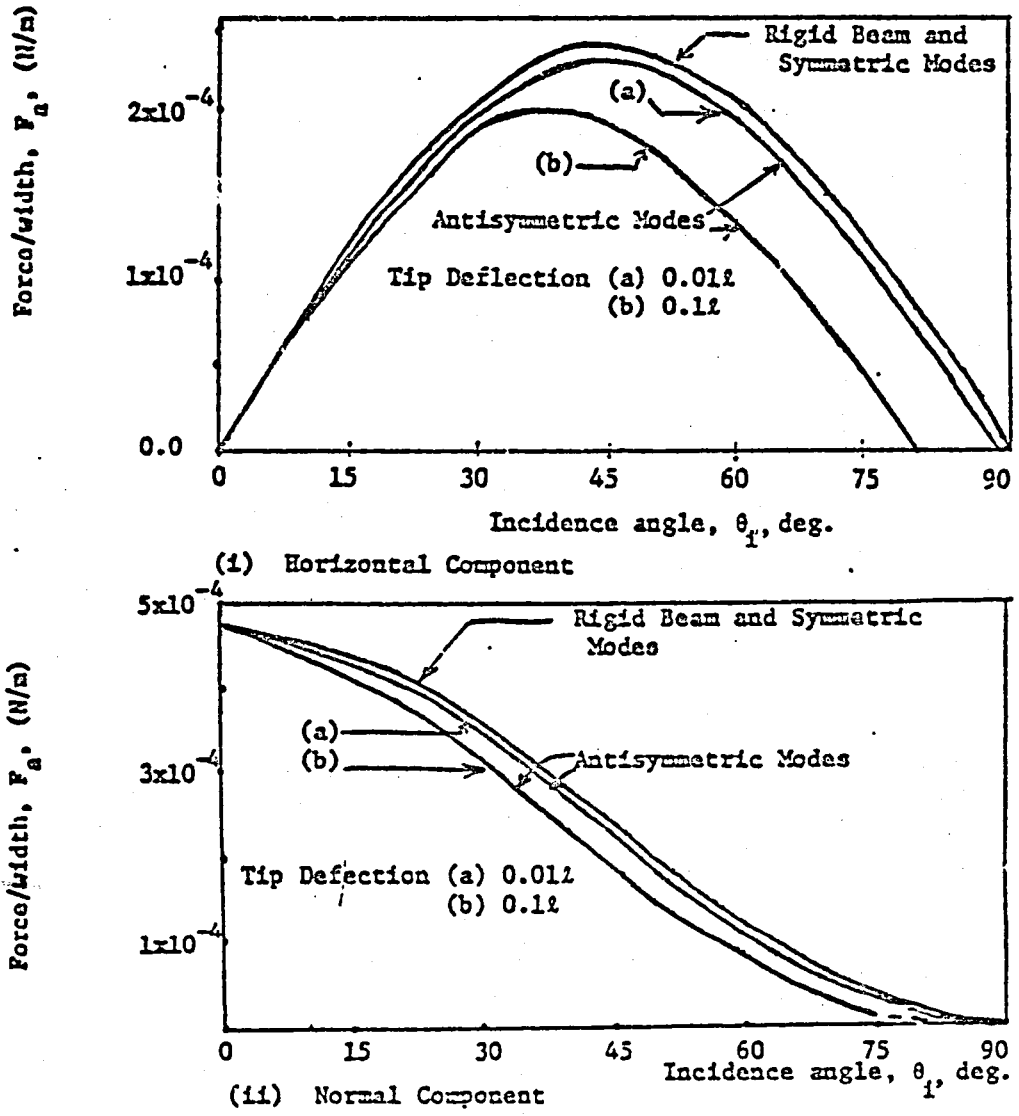 Force/width, Fa, (N/m)
2x10-4
1x10-4
0.0
Rigid Beam and
Symmatric Modes
(a)
(b)
Antisymmetric Modes
Tip Deflection (a) 0.01ℓ
(b) 0.1ℓ
0 15 30 45 60 75 90
Incidence angle, θi, deg.
(i) Horizontal Component
Force/width, Fa, (N/m)
5x10-4
3x10-4
1x10-4
Rigid Beam and Symmetric
Modes
(a)
(b)
Antisymmetric Modes
Tip Defection (a) 0.01ℓ
(b) 0.1ℓ
0 15 30 45 60 75 90
Incidence angle, θi, deg.
(ii) Normal Component